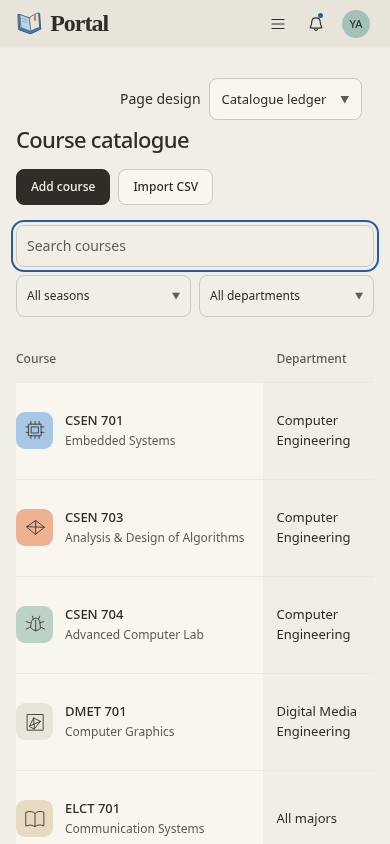 Portal
YA
Page design
Catalogue ledger
Course catalogue
Add course
Import CSV
Search courses
All seasons
All departments
Course
Department
CSEN 701
Embedded Systems
Computer
Engineering
CSEN 703
Analysis & Design of Algorithms
Computer
Engineering
CSEN 704
Advanced Computer Lab
Computer
Engineering
DMET 701
Computer Graphics
Digital Media
Engineering
ELCT 701
Communication Systems
All majors